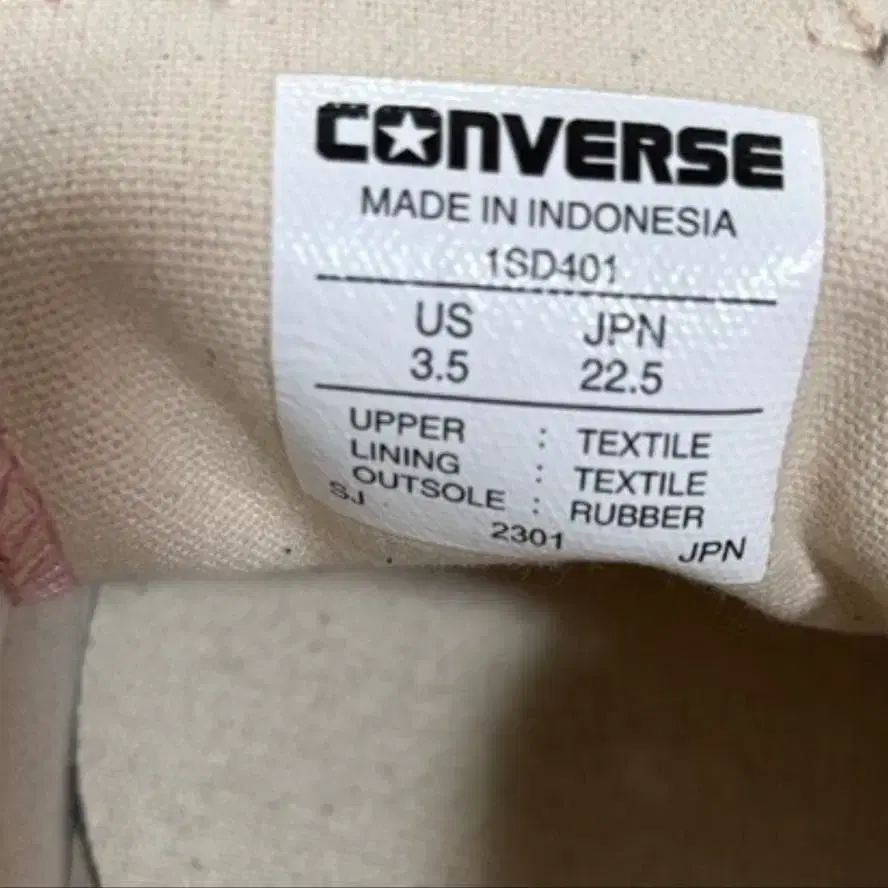 CONVERSE
MADE IN INDONESIA
1SD401
US JPN
3.5 22.5
UPPER : TEXTILE
LINING : TEXTILE
OUTSOLE : RUBBER
SJ 2301 JPN